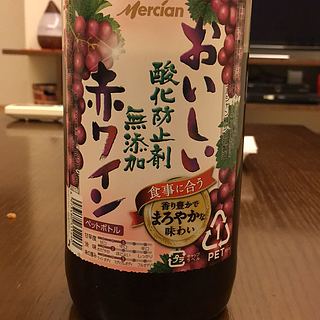 Mercian
おいしい
酸化防止剤
無添加
赤ワイン
食事に合う
香り豊かで
まろやかな
味わい
ペットボトル
PET